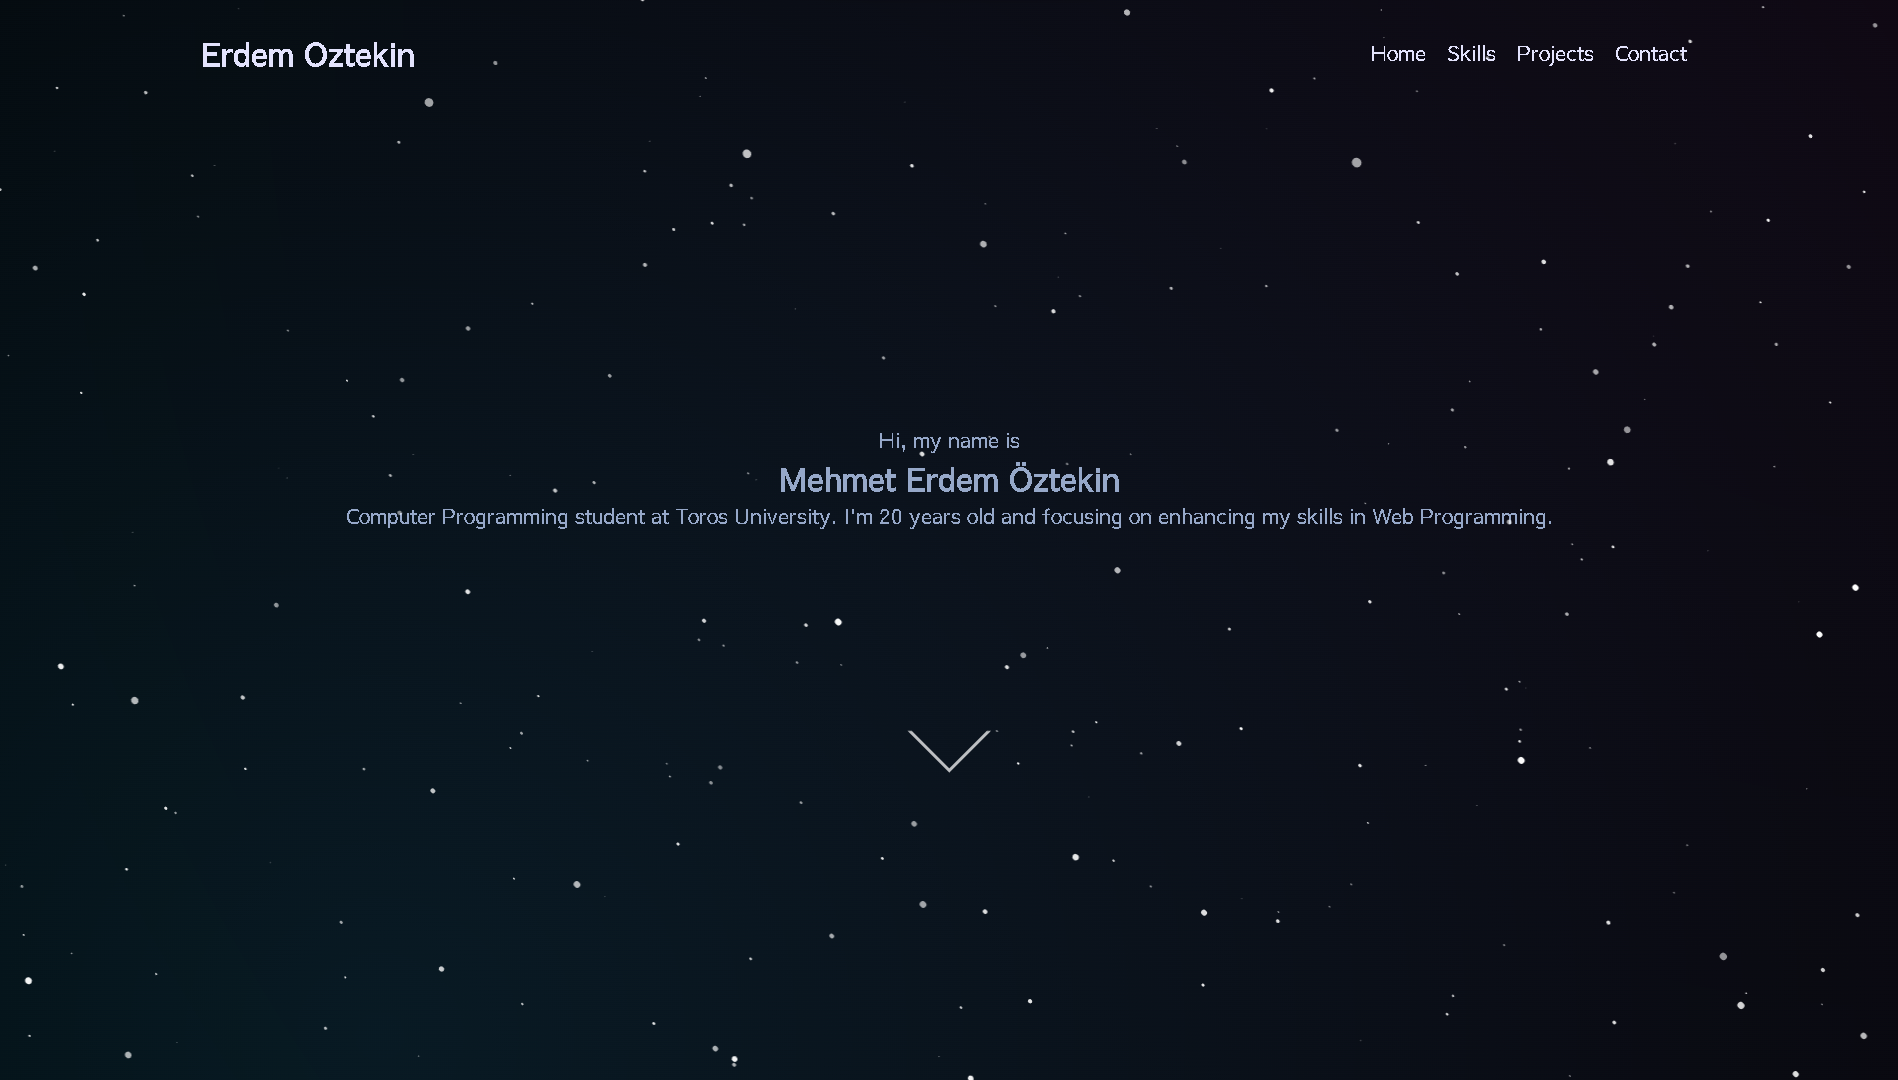 Erdem Oztekin
Home Skills Projects Contact
Hi, my name is
Mehmet Erdem Öztekin
Computer Programming student at Toros University. I'm 20 years old and focusing on enhancing my skills in Web Programming.